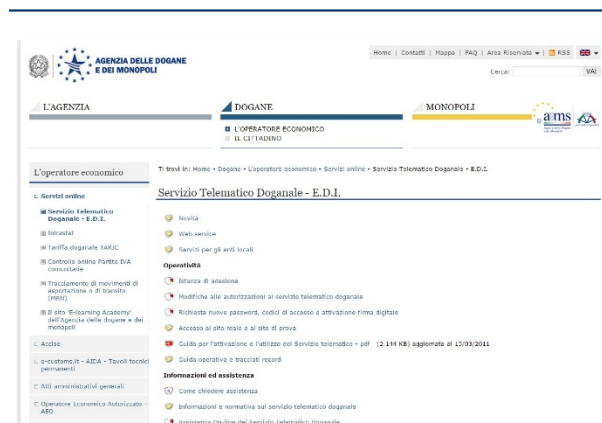 Home | Contatti | Mappa | FAQ | Area Riservata | RSS
AGENZIA DELLE DOGANE
E DEI MONOPOLI
Cerca: VAI
L'AGENZIA DOGANE MONOPOLI
L'OPERATORE ECONOMICO
IL CITTADINO
aams
L'operatore economico
Servizi online
Servizio Telematico
Doganale - E.D.I.
Intrastat
Tariffa doganale TARIC
Controllo online Partite IVA
comunitarie
Tracciamento di movimenti di
esportazione o di transito
(MRN)
Il sito 'E-learning Academy'
dell'Agenzia delle dogane e dei
monopoli
Accise
e-customs.it - AIDA - Tavoli tecnici
permanenti
Atti amministrativi generali
Operatore Economico Autorizzato -
AEO
Ti trovi in: Home • Dogane • L'operatore economico • Servizi online • Servizio Telematico Doganale - E.D.I.
Servizio Telematico Doganale - E.D.I.
Novità
Web service
Servizi per gli enti locali
Operatività
Istanza di adesione
Modifiche alle autorizzazioni al servizio telematico doganale
Richiesta nuove password, codici di accesso e attivazione firma digitale
Accesso al sito reale e al sito di prova
Guida per l'attivazione e l'utilizzo del Servizio telematico - pdf (2.144 KB) aggiornata al 15/03/2011
Guida operativa e tracciati record
Informazioni ed assistenza
Come chiedere assistenza
Informazioni e normativa sul servizio telematico doganale
Assistenza On-line del Servizio Telematico Doganale